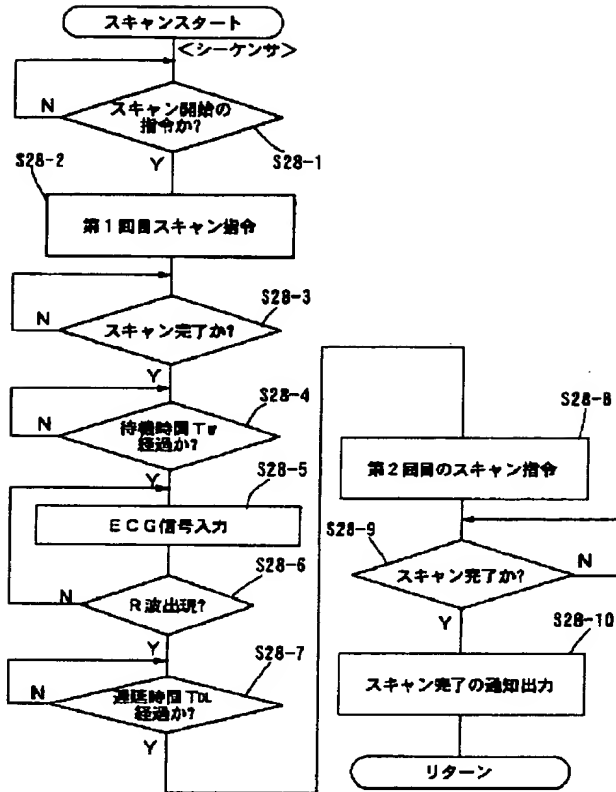 スキャンスタート
<シーケンサ>
スキャン開始の
指令か?
N
Y
S28-1
S28-2
第1回目スキャン指令
S28-3
スキャン完了か?
N
Y
S28-4
待機時間Tw
経過か?
N
Y
S28-5
ECG信号入力
S28-6
R波出現?
N
Y
S28-7
遅延時間TDL
経過か?
N
Y
S28-8
第2回目のスキャン指令
S28-9
スキャン完了か?
N
Y
S28-10
スキャン完了の通知出力
リターン